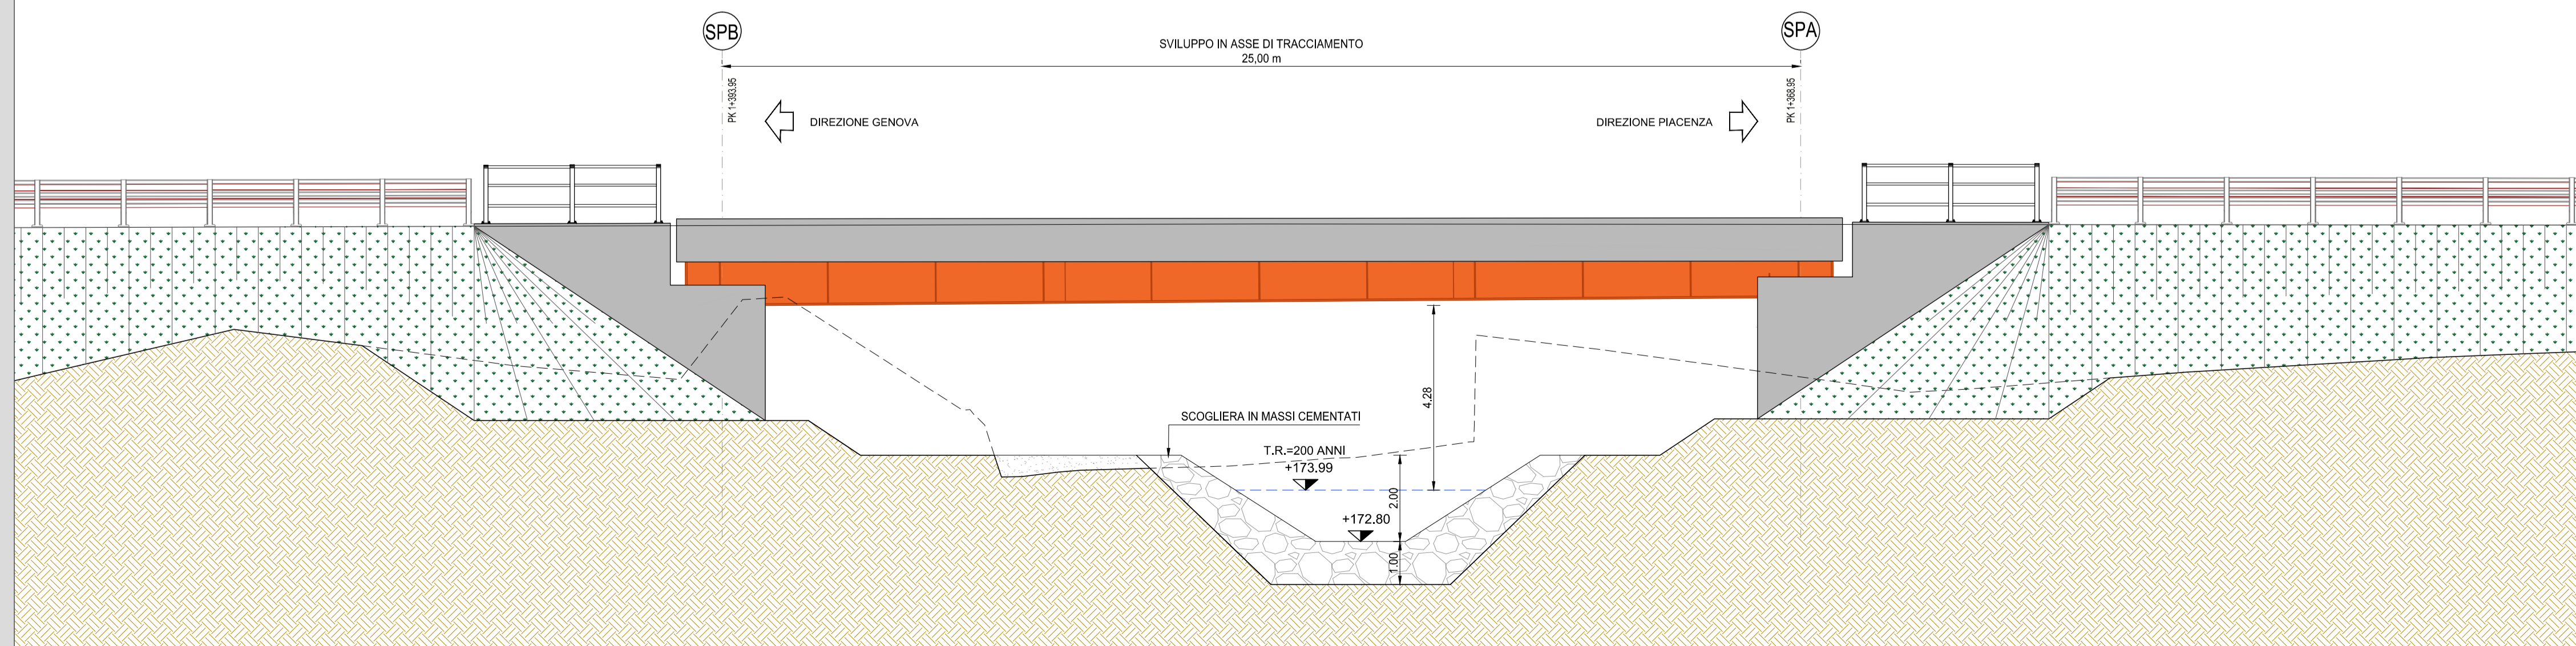 SPB
SPA
SVILUPPO IN ASSE DI TRACCIAMENTO
25,00 m
PK 1+393.95
PK 1+368.95
DIREZIONE GENOVA
DIREZIONE PIACENZA
4.28
SCOGLIERA IN MASSI CEMENTATI
T.R.=200 ANNI
+173.99
2.00
+172.80
1.00